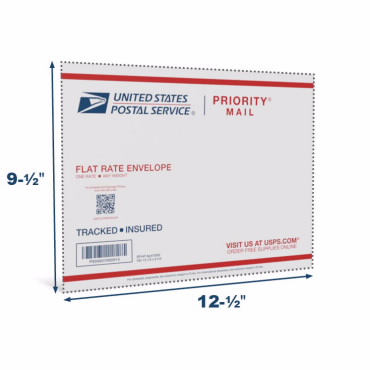 UNITED STATES
POSTAL SERVICE®
PRIORITY®
MAIL
9-½"
FLAT RATE ENVELOPE
ONE RATE ■ ANY WEIGHT
TRACKED ■ INSURED
VISIT US AT USPS.COM®
ORDER FREE SUPPLIES ONLINE
12-½"